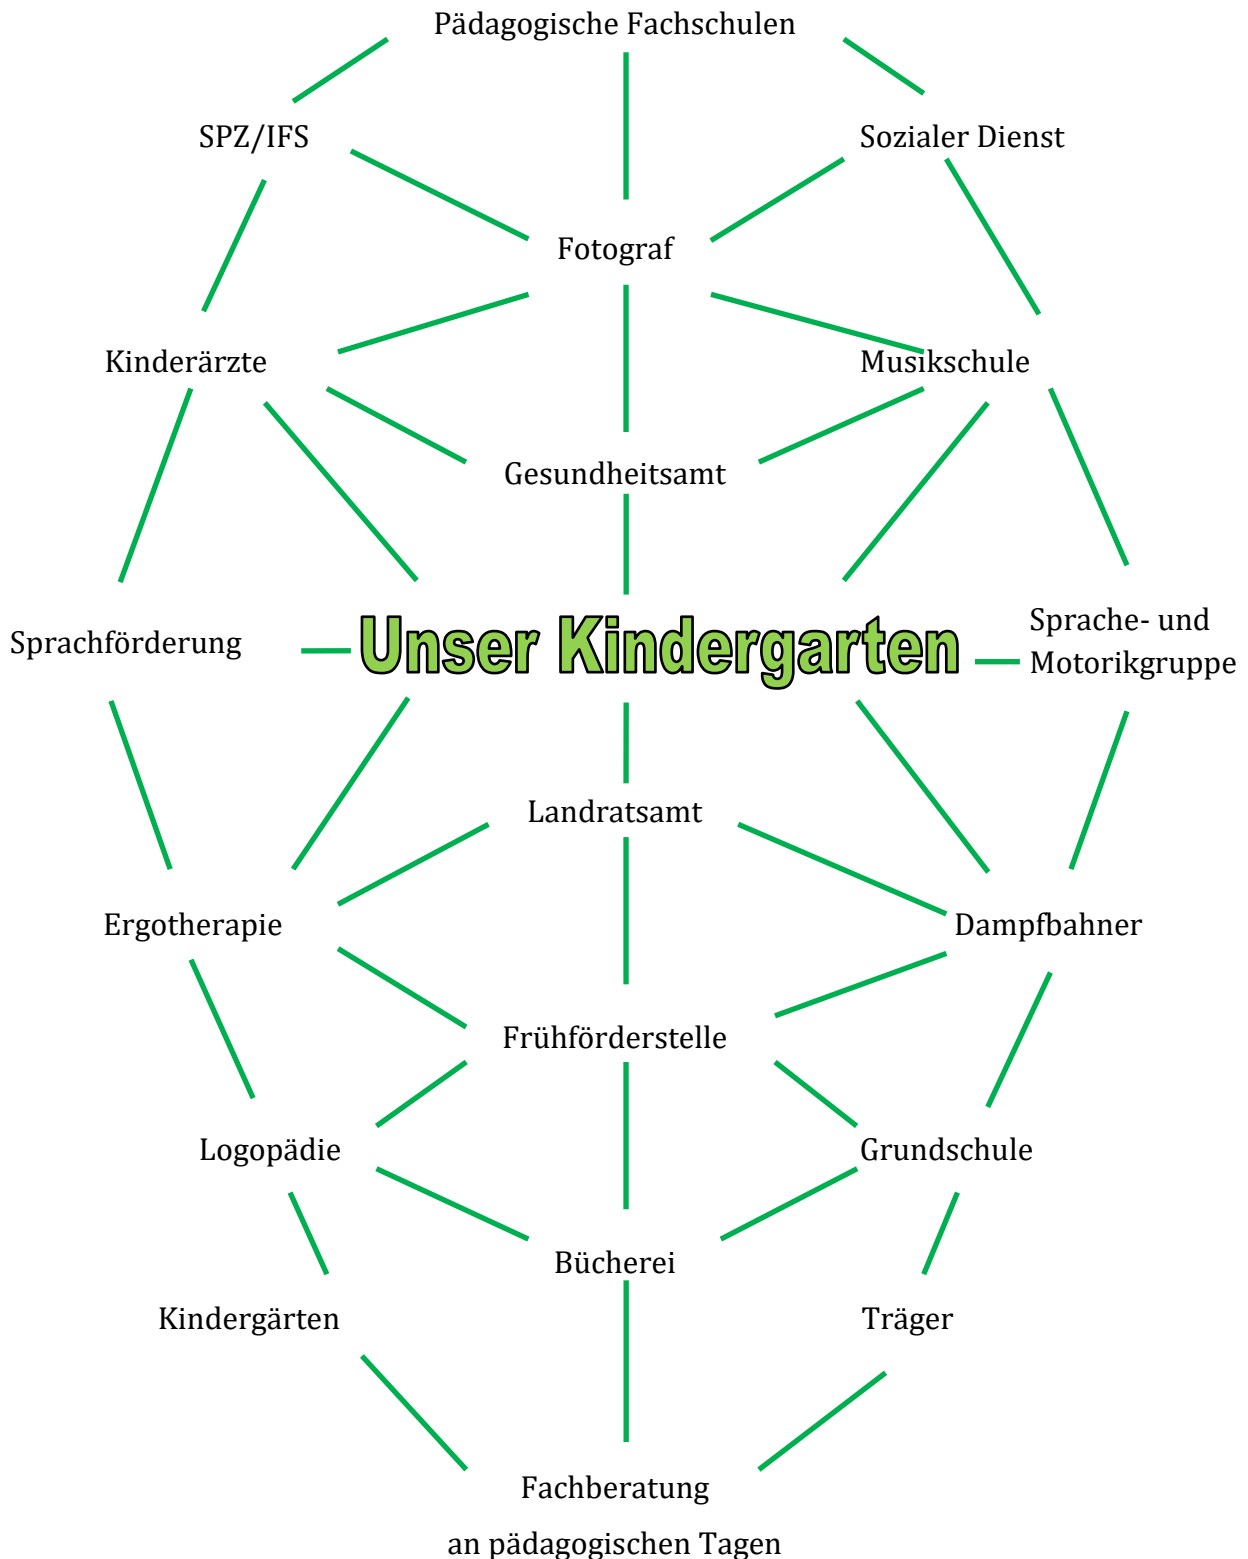 Pädagogische Fachschulen
SPZ/IFS
Sozialer Dienst
Fotograf
Kinderärzte
Musikschule
Gesundheitsamt
Sprachförderung
Unser Kindergarten
Sprache- und
Motorikgruppe
Landratsamt
Ergotherapie
Dampfbahner
Frühförderstelle
Logopädie
Grundschule
Bücherei
Kindergärten
Träger
Fachberatung
an pädagogischen Tagen